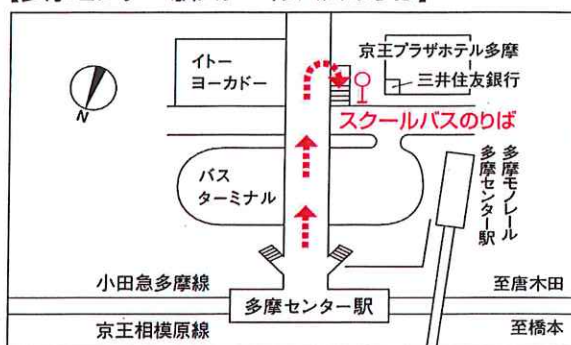 イトー
ヨーカドー
京王プラザホテル多摩
三井住友銀行
N
スクールバスのりば
バス
ターミナル
多摩モノレール
多摩センター駅
小田急多摩線
至唐木田
多摩センター駅
京王相模原線
至橋本